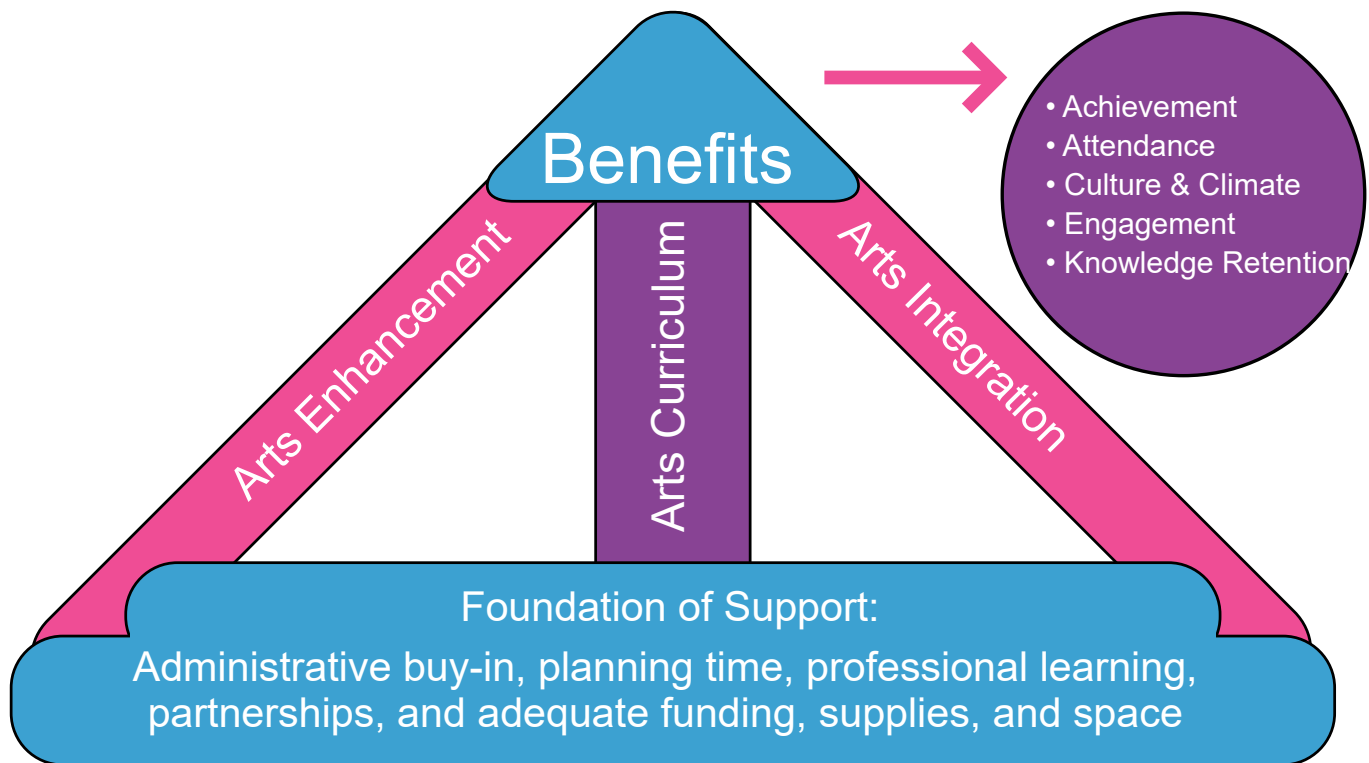 Benefits
• Achievement
• Attendance
• Culture & Climate
• Engagement
• Knowledge Retention
Arts Enhancement
Arts Curriculum
Arts Integration
Foundation of Support:
Administrative buy-in, planning time, professional learning,
partnerships, and adequate funding, supplies, and space